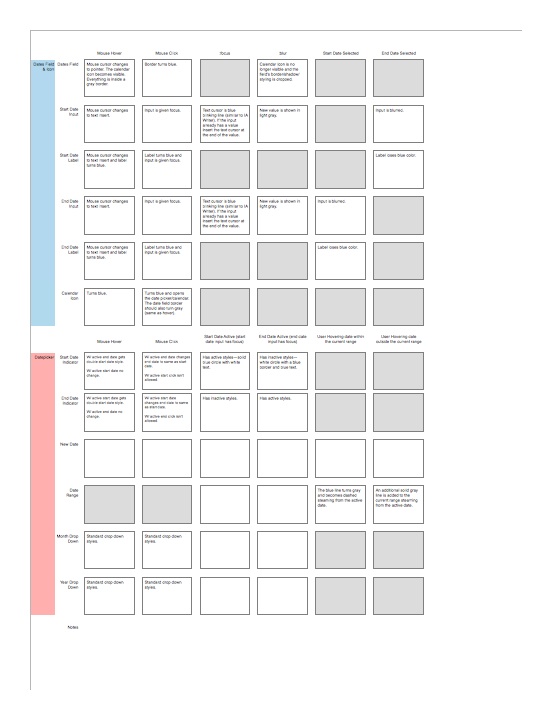 Mouse Hover Mouse Click focus blur Start Date Selected End Date Selected
Dates Field
& Icon
Dates Field
Mouse cursor changes
to pointer. The calendar
icon becomes visible.
Everything is inside a
gray border.
Border turns blue.
Calendar icon is no
longer visible and the
field's border/shadow
styling is dropped.
Start Date
Input
Mouse cursor changes
to text insert.
Input is given focus.
Text cursor is blue
blinking line (similar to iA
Writer). If the input
already has a value
insert the text cursor at
the end of the value.
New value is shown in
light gray.
Input is blurred.
Start Date
Label
Mouse cursor changes
to text insert and label
turns blue.
Label turns blue and
input is given focus.
Label loses blue color.
End Date
Input
Mouse cursor changes
to text insert.
Input is given focus.
Text cursor is blue
blinking line (similar to iA
Writer). If the input
already has a value
insert the text cursor at
the end of the value.
New value is shown in
light gray.
Input is blurred.
End Date
Label
Mouse cursor changes
to text insert and label
turns blue.
Label turns blue and
input is given focus.
Label loses blue color.
Calendar
Icon
Turns blue.
Turns blue and opens
the date picker/calendar.
The date field border
should also turn gray
(same as hover).
Mouse Hover Mouse Click
Start Date Active (start
date input has focus)
End Date Active (end date
input has focus)
User Hovering date within
the current range
User Hovering date
outside the current range
Datepicker
Start Date
Indicator
W/ active end date gets
double start date style.
W/ active start date no
change.
W/ active end date changes
end date to same as start
date.
W/ active start click isn't
allowed.
Has active styles—solid
blue circle with white
text.
Has inactive styles—
white circle with a blue
border and blue text.
End Date
Indicator
W/ active start date gets
double start date style.
W/ active end date no
change.
W/ active start date
changes end date to same
as start date.
W/ active end click isn't
allowed.
Has inactive styles.
Has active styles.
New Date
Date
Range
The blue line turns gray
and becomes dashed
steaming from the active
date.
An additional solid gray
line is added to the
current range steaming
from the active date.
Month Drop
Down
Standard drop down
styles.
Standard drop down
styles.
Year Drop
Down
Standard drop down
styles.
Standard drop down
styles.
Notes